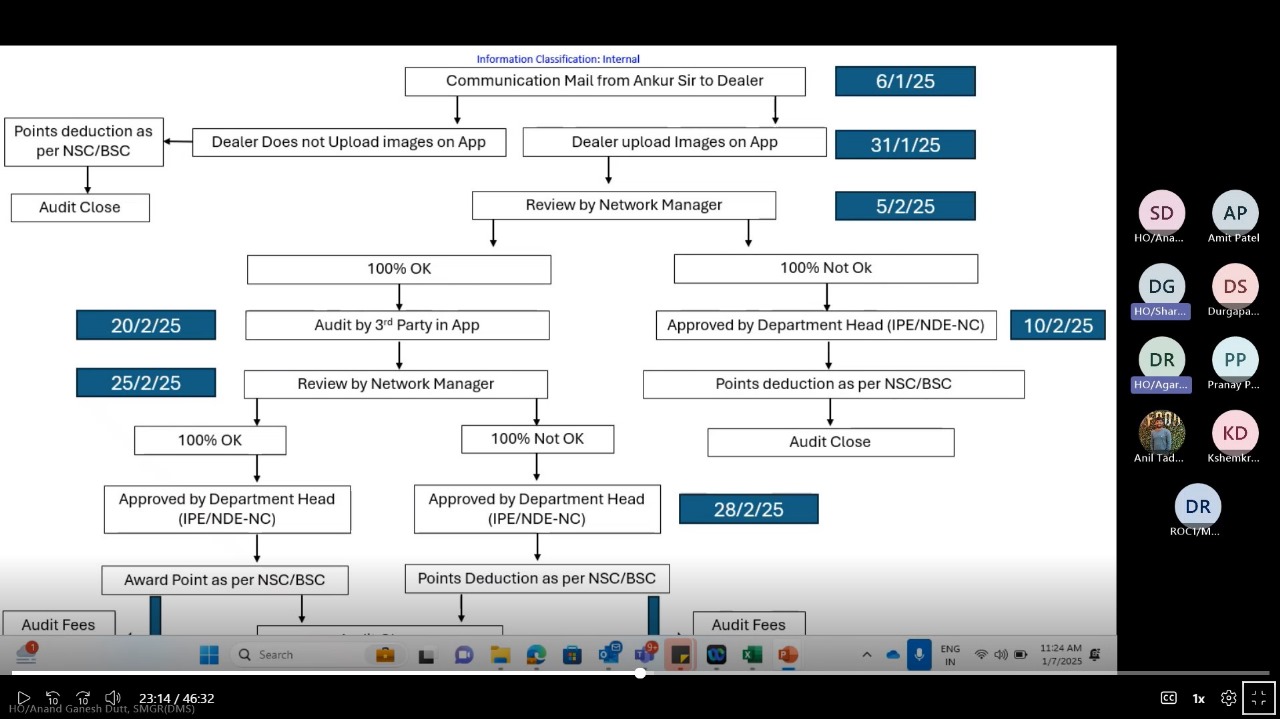 Information Classification: Internal
Communication Mail from Ankur Sir to Dealer
6/1/25
Points deduction as
per NSC/BSC
Dealer Does not Upload images on App
Dealer upload Images on App
31/1/25
Audit Close
Review by Network Manager
5/2/25
100% OK
100% Not Ok
20/2/25
Audit by 3rd Party in App
Approved by Department Head (IPE/NDE-NC)
10/2/25
25/2/25
Review by Network Manager
Points deduction as per NSC/BSC
100% OK
100% Not OK
Audit Close
Approved by Department Head
(IPE/NDE-NC)
Approved by Department Head
(IPE/NDE-NC)
28/2/25
Award Point as per NSC/BSC
Points Deduction as per NSC/BSC
Audit Fees
Audit Fees
SD
HO/Ana...
AP
Amit Patel
DG
HO/Shar...
DS
Durgapa...
DR
HO/Agar...
PP
Pranay P...
Anil Tad...
KD
Kshemkr...
DR
ROC1/M...
1
Search
9+
ENG
IN
11:24 AM
1/7/2025
10
10
23:14 / 46:32
CC
1x
HO/Anand Ganesh Dutt, SMGR(DMS)